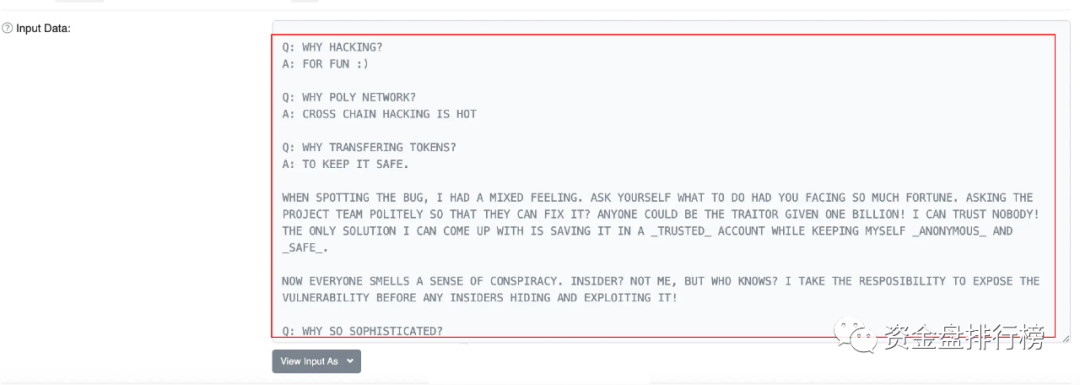 Input Data:
Q: WHY HACKING?
A: FOR FUN :)
Q: WHY POLY NETWORK?
A: CROSS CHAIN HACKING IS HOT
Q: WHY TRANSFERING TOKENS?
A: TO KEEP IT SAFE.
WHEN SPOTTING THE BUG, I HAD A MIXED FEELING. ASK YOURSELF WHAT TO DO HAD YOU FACING SO MUCH FORTUNE. ASKING THE
PROJECT TEAM POLITELY SO THAT THEY CAN FIX IT? ANYONE COULD BE THE TRAITOR GIVEN ONE BILLION! I CAN TRUST NOBODY!
THE ONLY SOLUTION I CAN COME UP WITH IS SAVING IT IN A _TRUSTED_ ACCOUNT WHILE KEEPING MYSELF _ANONYMOUS_ AND
_SAFE_.
NOW EVERYONE SMELLS A SENSE OF CONSPIRACY. INSIDER? NOT ME, BUT WHO KNOWS? I TAKE THE RESPOSIBILITY TO EXPOSE THE
VULNERABILITY BEFORE ANY INSIDERS HIDING AND EXPLOITING IT!
Q: WHY SO SOPHISTICATED?
资金盘排行榜
View Input As